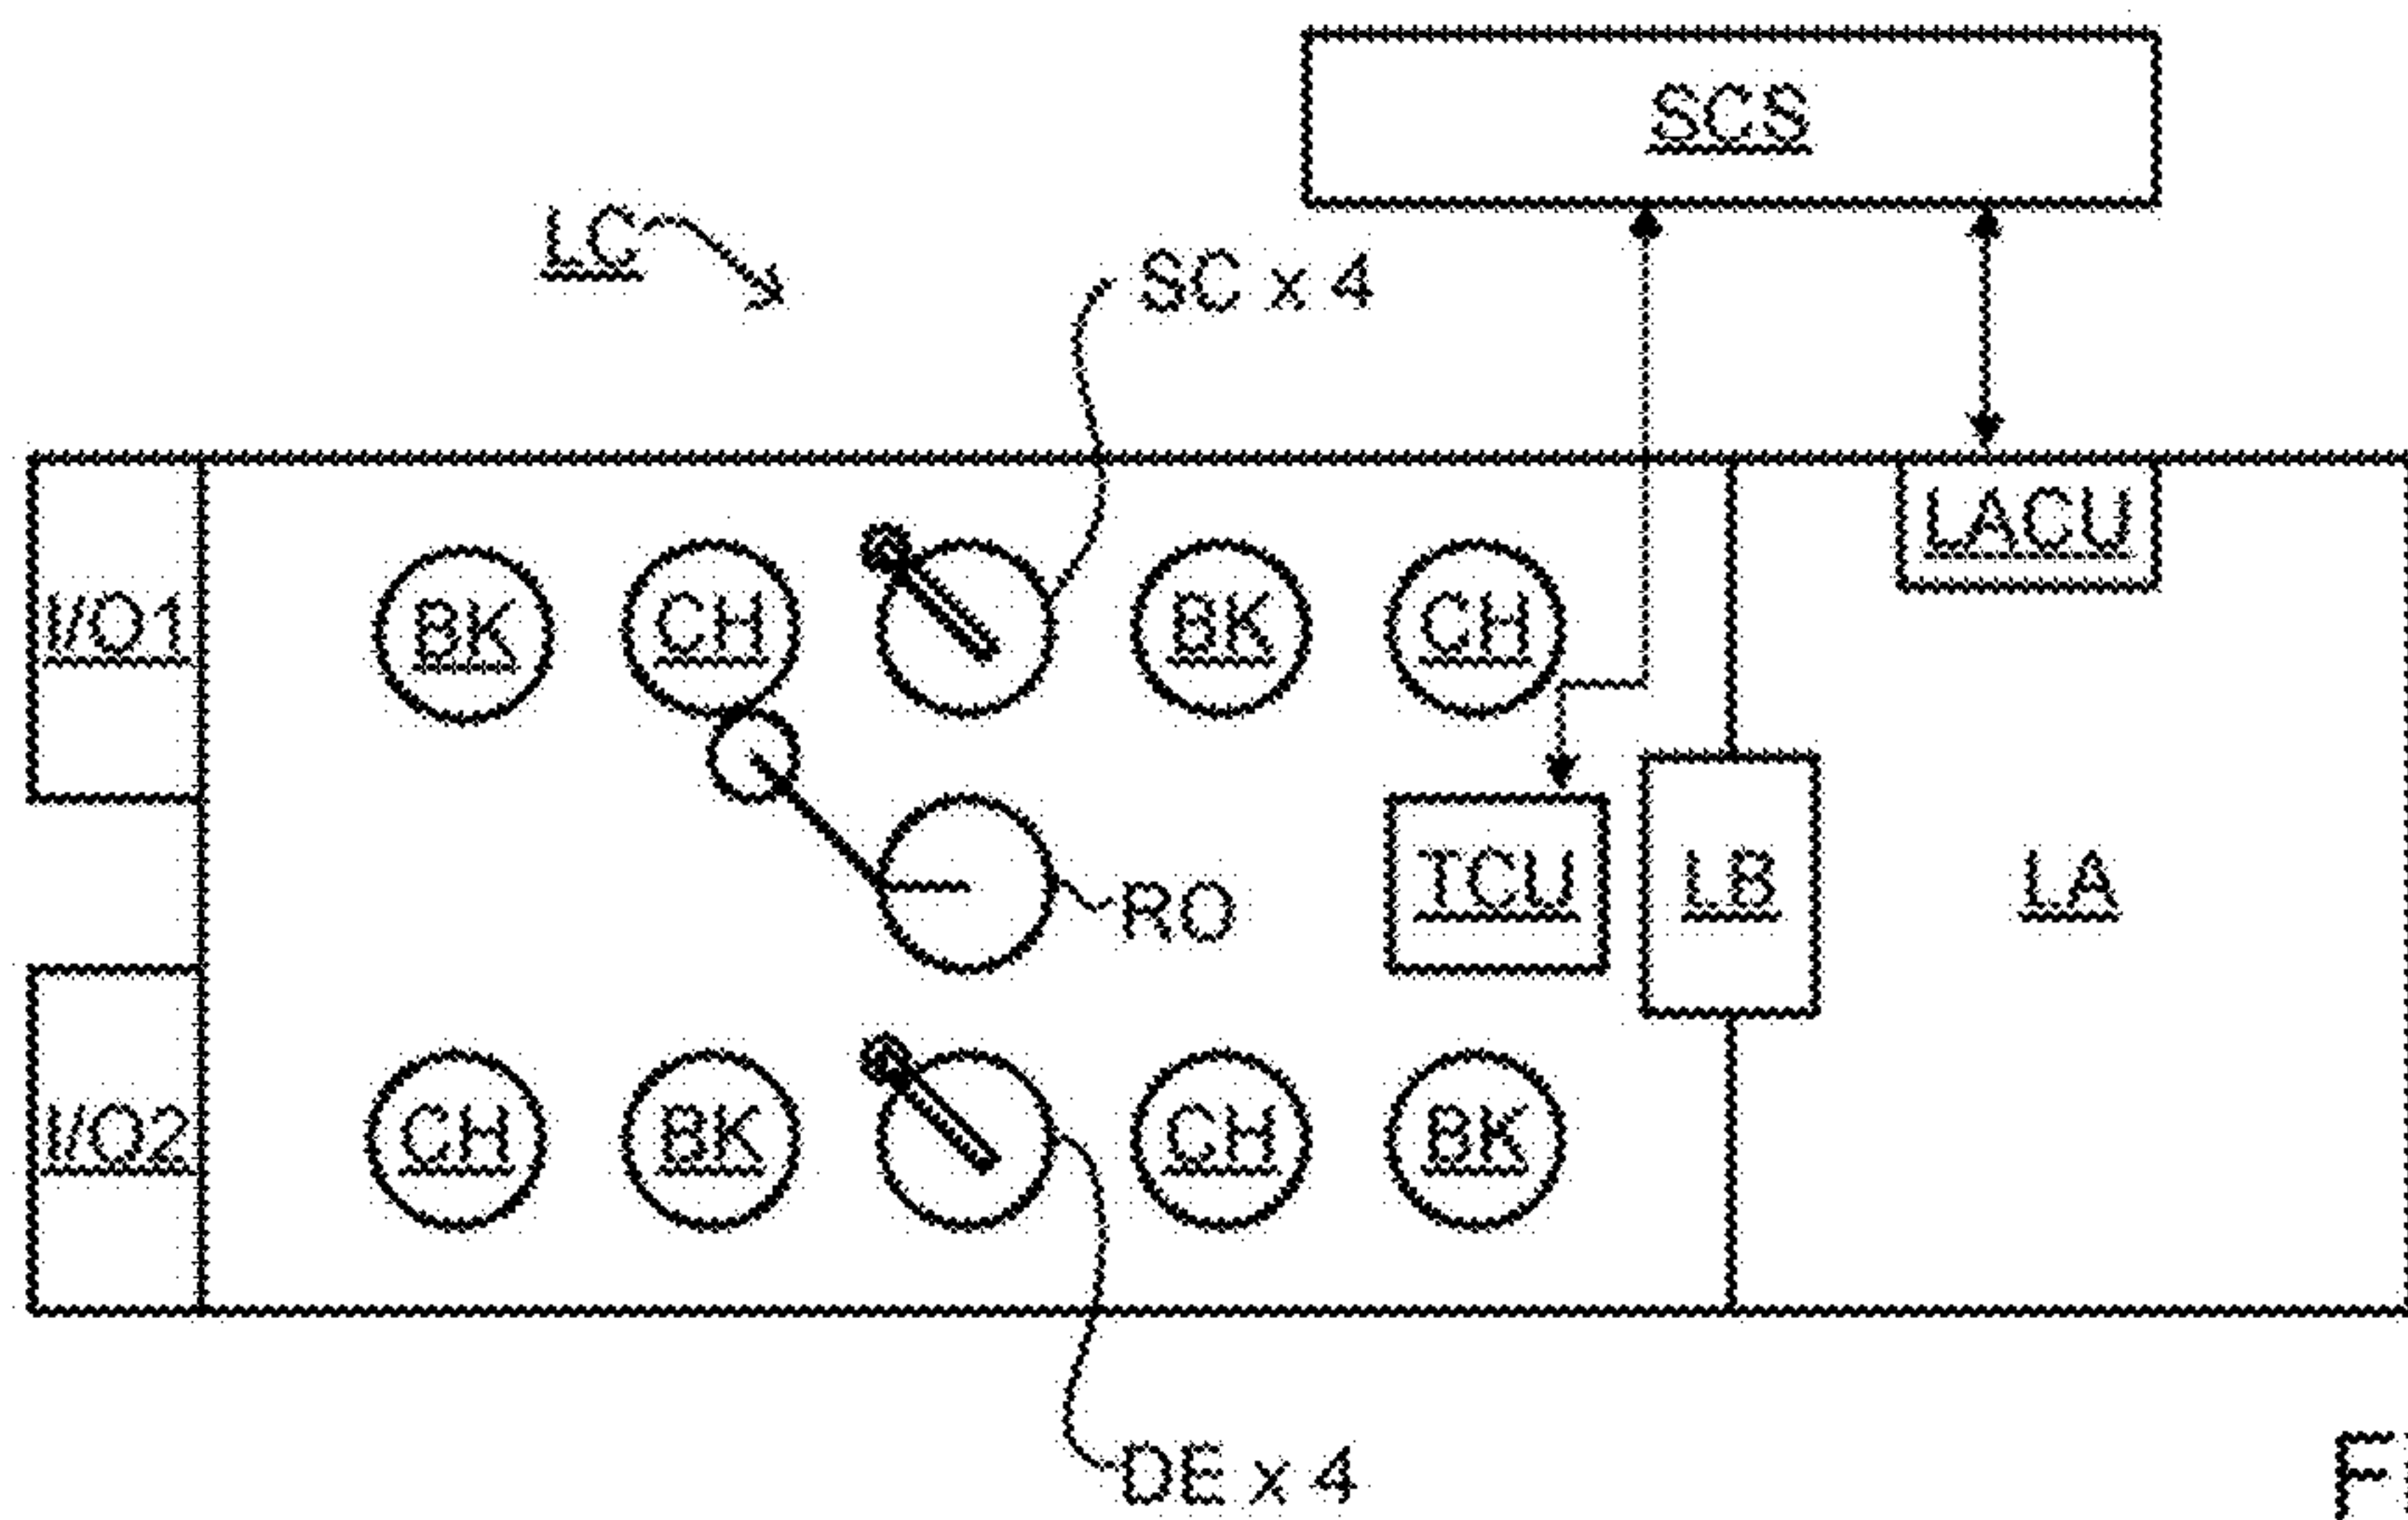 SCS
LC
SC x 4
LACU
I/O1
BK
CH
BK
CH
RO
TCU
LB
LA
I/O2
CH
BK
CH
BK
DE x 4
F